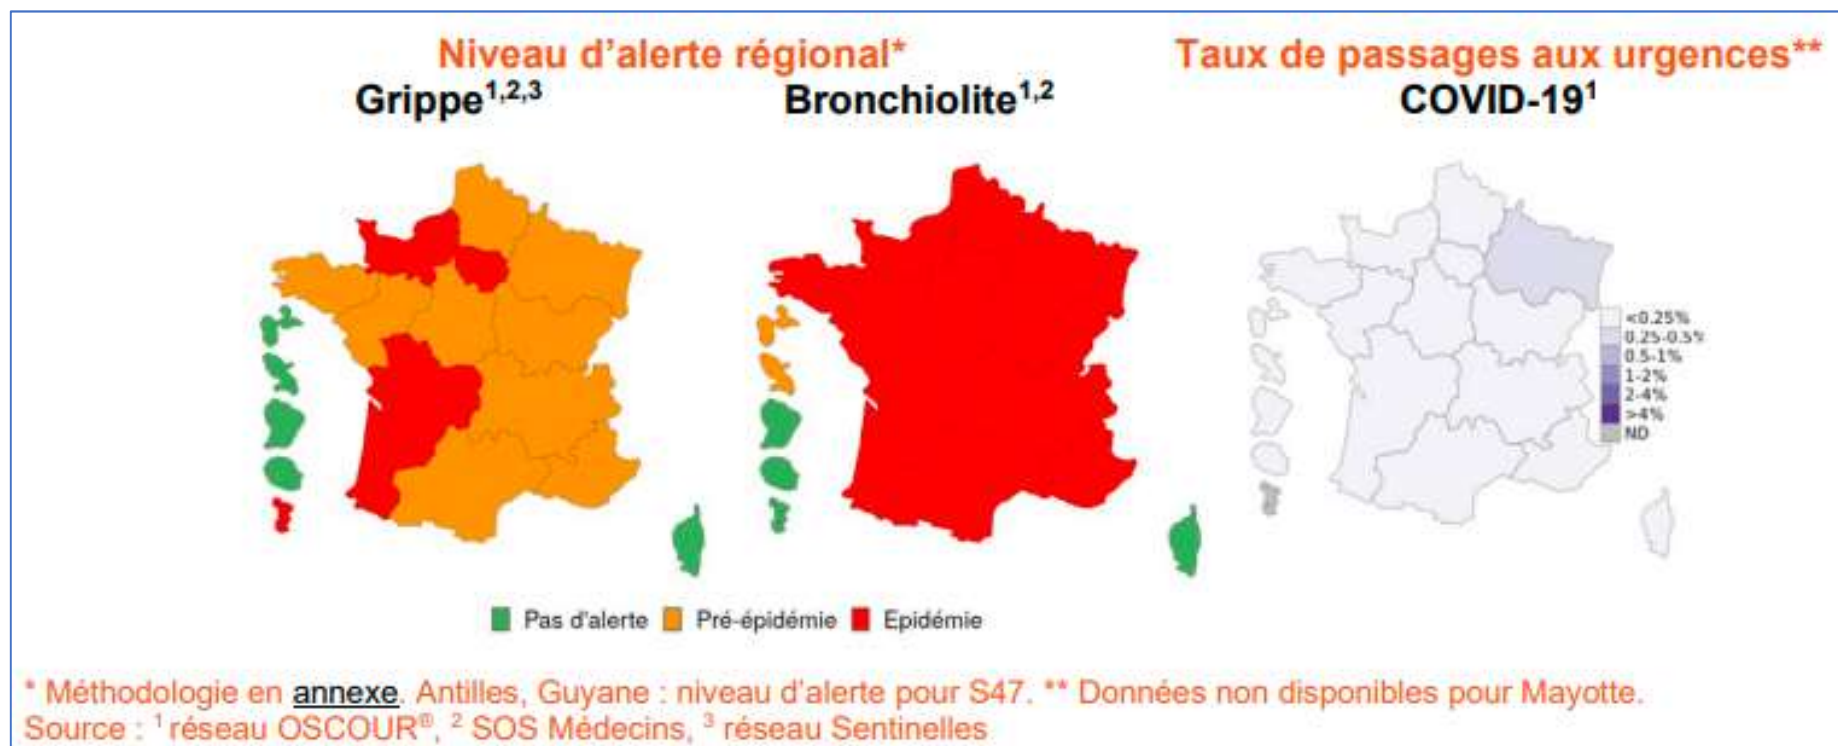 Niveau d'alerte régional* Taux de passages aux urgences**
Grippe1,2,3 Bronchiolite1,2 COVID-191
<0.25%
0.25-0.5%
0.5-1%
1-2%
2-4%
>4%
ND
Pas d'alerte Pré-épidémie Epidémie
* Méthodologie en annexe. Antilles, Guyane : niveau d'alerte pour S47. ** Données non disponibles pour Mayotte.
Source : 1 réseau OSCOUR®, 2 SOS Médecins, 3 réseau Sentinelles